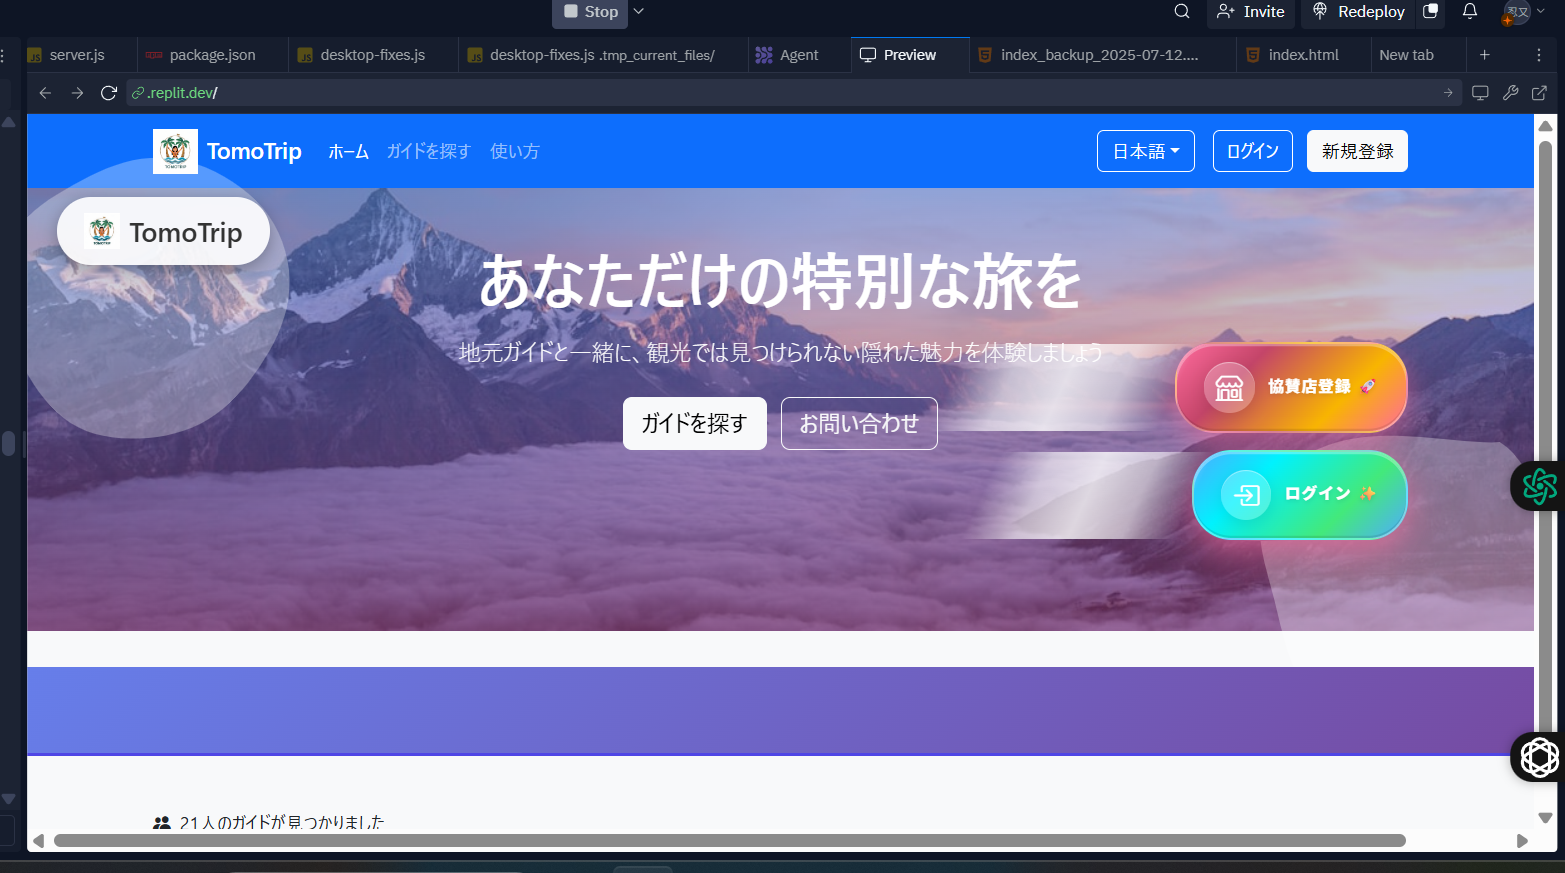 Stop
Invite
Redeploy
忍又
server.js
package.json
desktop-fixes.js
desktop-fixes.js .tmp_current_files/
Agent
Preview
index_backup_2025-07-12....
index.html
New tab
.replit.dev/
TomoTrip
ホーム
ガイドを探す
使い方
日本語
ログイン
新規登録
TomoTrip
あなただけの特別な旅を
地元ガイドと一緒に、観光では見つけられない隠れた魅力を体験しましょう
ガイドを探す
お問い合わせ
協賛店登録 🚀
ログイン ✨
21人のガイドが見つかりました